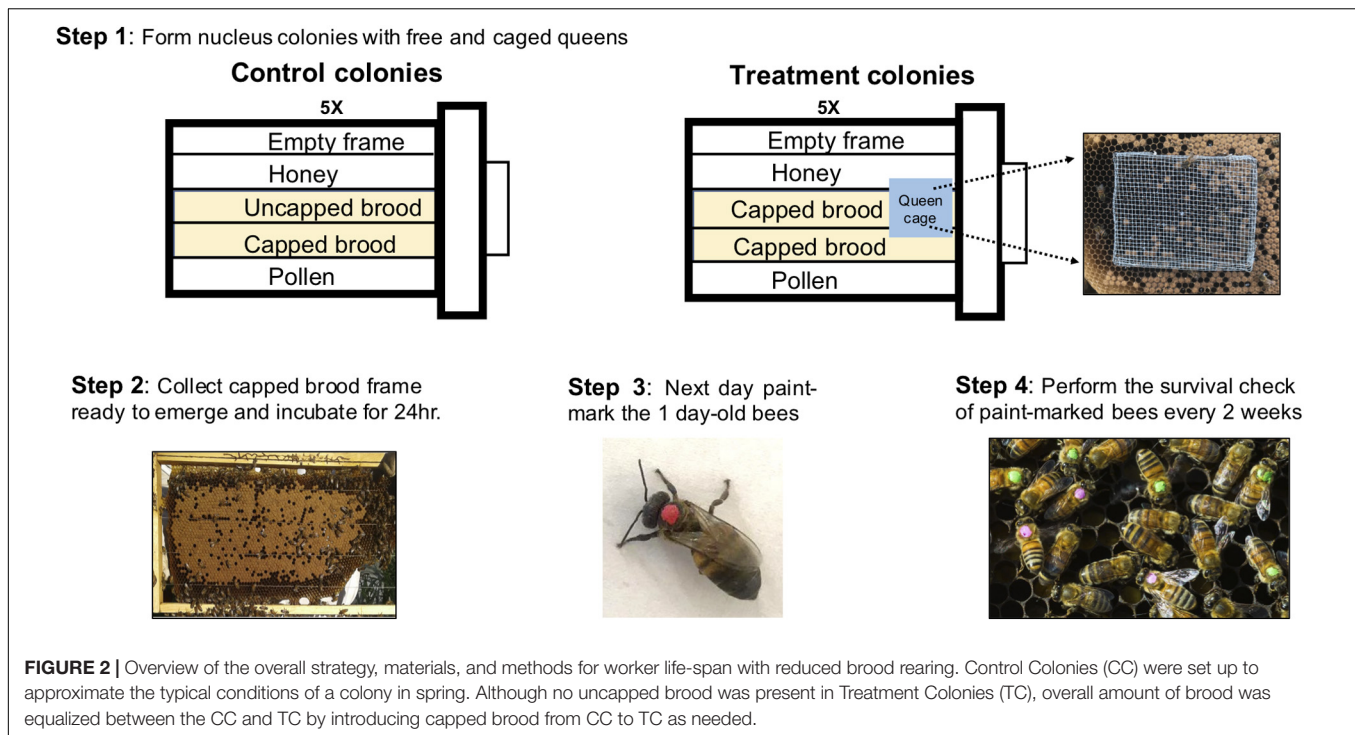 Step 1: Form nucleus colonies with free and caged queens
Control colonies
5X
Empty frame
Honey
Uncapped brood
Capped brood
Pollen
Treatment colonies
5X
Empty frame
Honey
Capped brood
Capped brood
Pollen
Queen
cage
Step 2: Collect capped brood frame
ready to emerge and incubate for 24hr.
Step 3: Next day paint-
mark the 1 day-old bees
Step 4: Perform the survival check
of paint-marked bees every 2 weeks
FIGURE 2 | Overview of the overall strategy, materials, and methods for worker life-span with reduced brood rearing. Control Colonies (CC) were set up to
approximate the typical conditions of a colony in spring. Although no uncapped brood was present in Treatment Colonies (TC), overall amount of brood was
equalized between the CC and TC by introducing capped brood from CC to TC as needed.